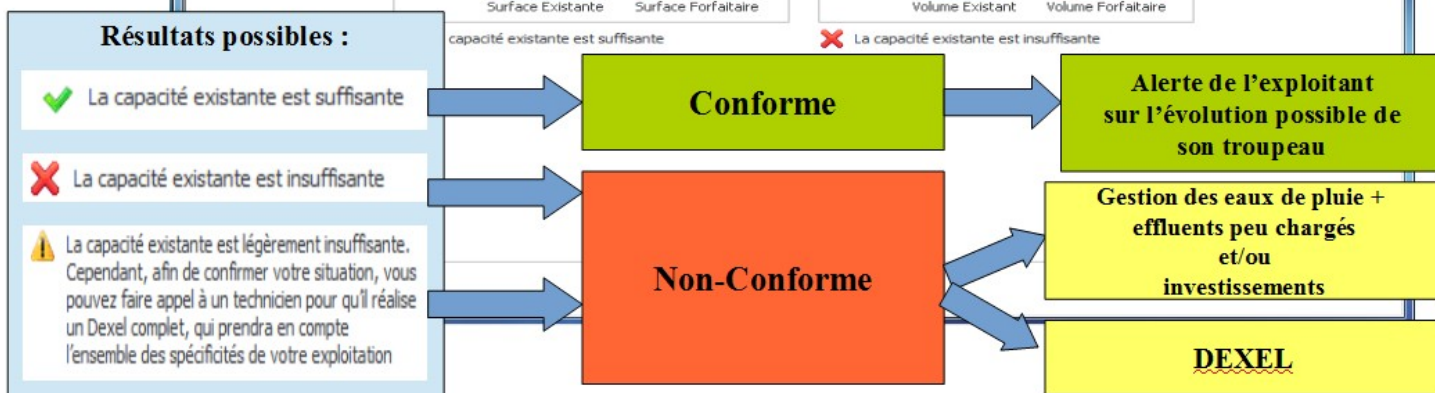 Surface Existante Surface Forfaitaire
Volume Existant Volume Forfaitaire
capacité existante est suffisante
La capacité existante est insuffisante
Résultats possibles :
La capacité existante est suffisante
La capacité existante est insuffisante
La capacité existante est légèrement insuffisante.
Cependant, afin de confirmer votre situation, vous
pouvez faire appel à un technicien pour qu'il réalise
un Dexel complet, qui prendra en compte
l'ensemble des spécificités de votre exploitation
Conforme
Non-Conforme
Alerte de l'exploitant
sur l'évolution possible de
son troupeau
Gestion des eaux de pluie +
effluents peu chargés
et/ou
investissements
DEXEL